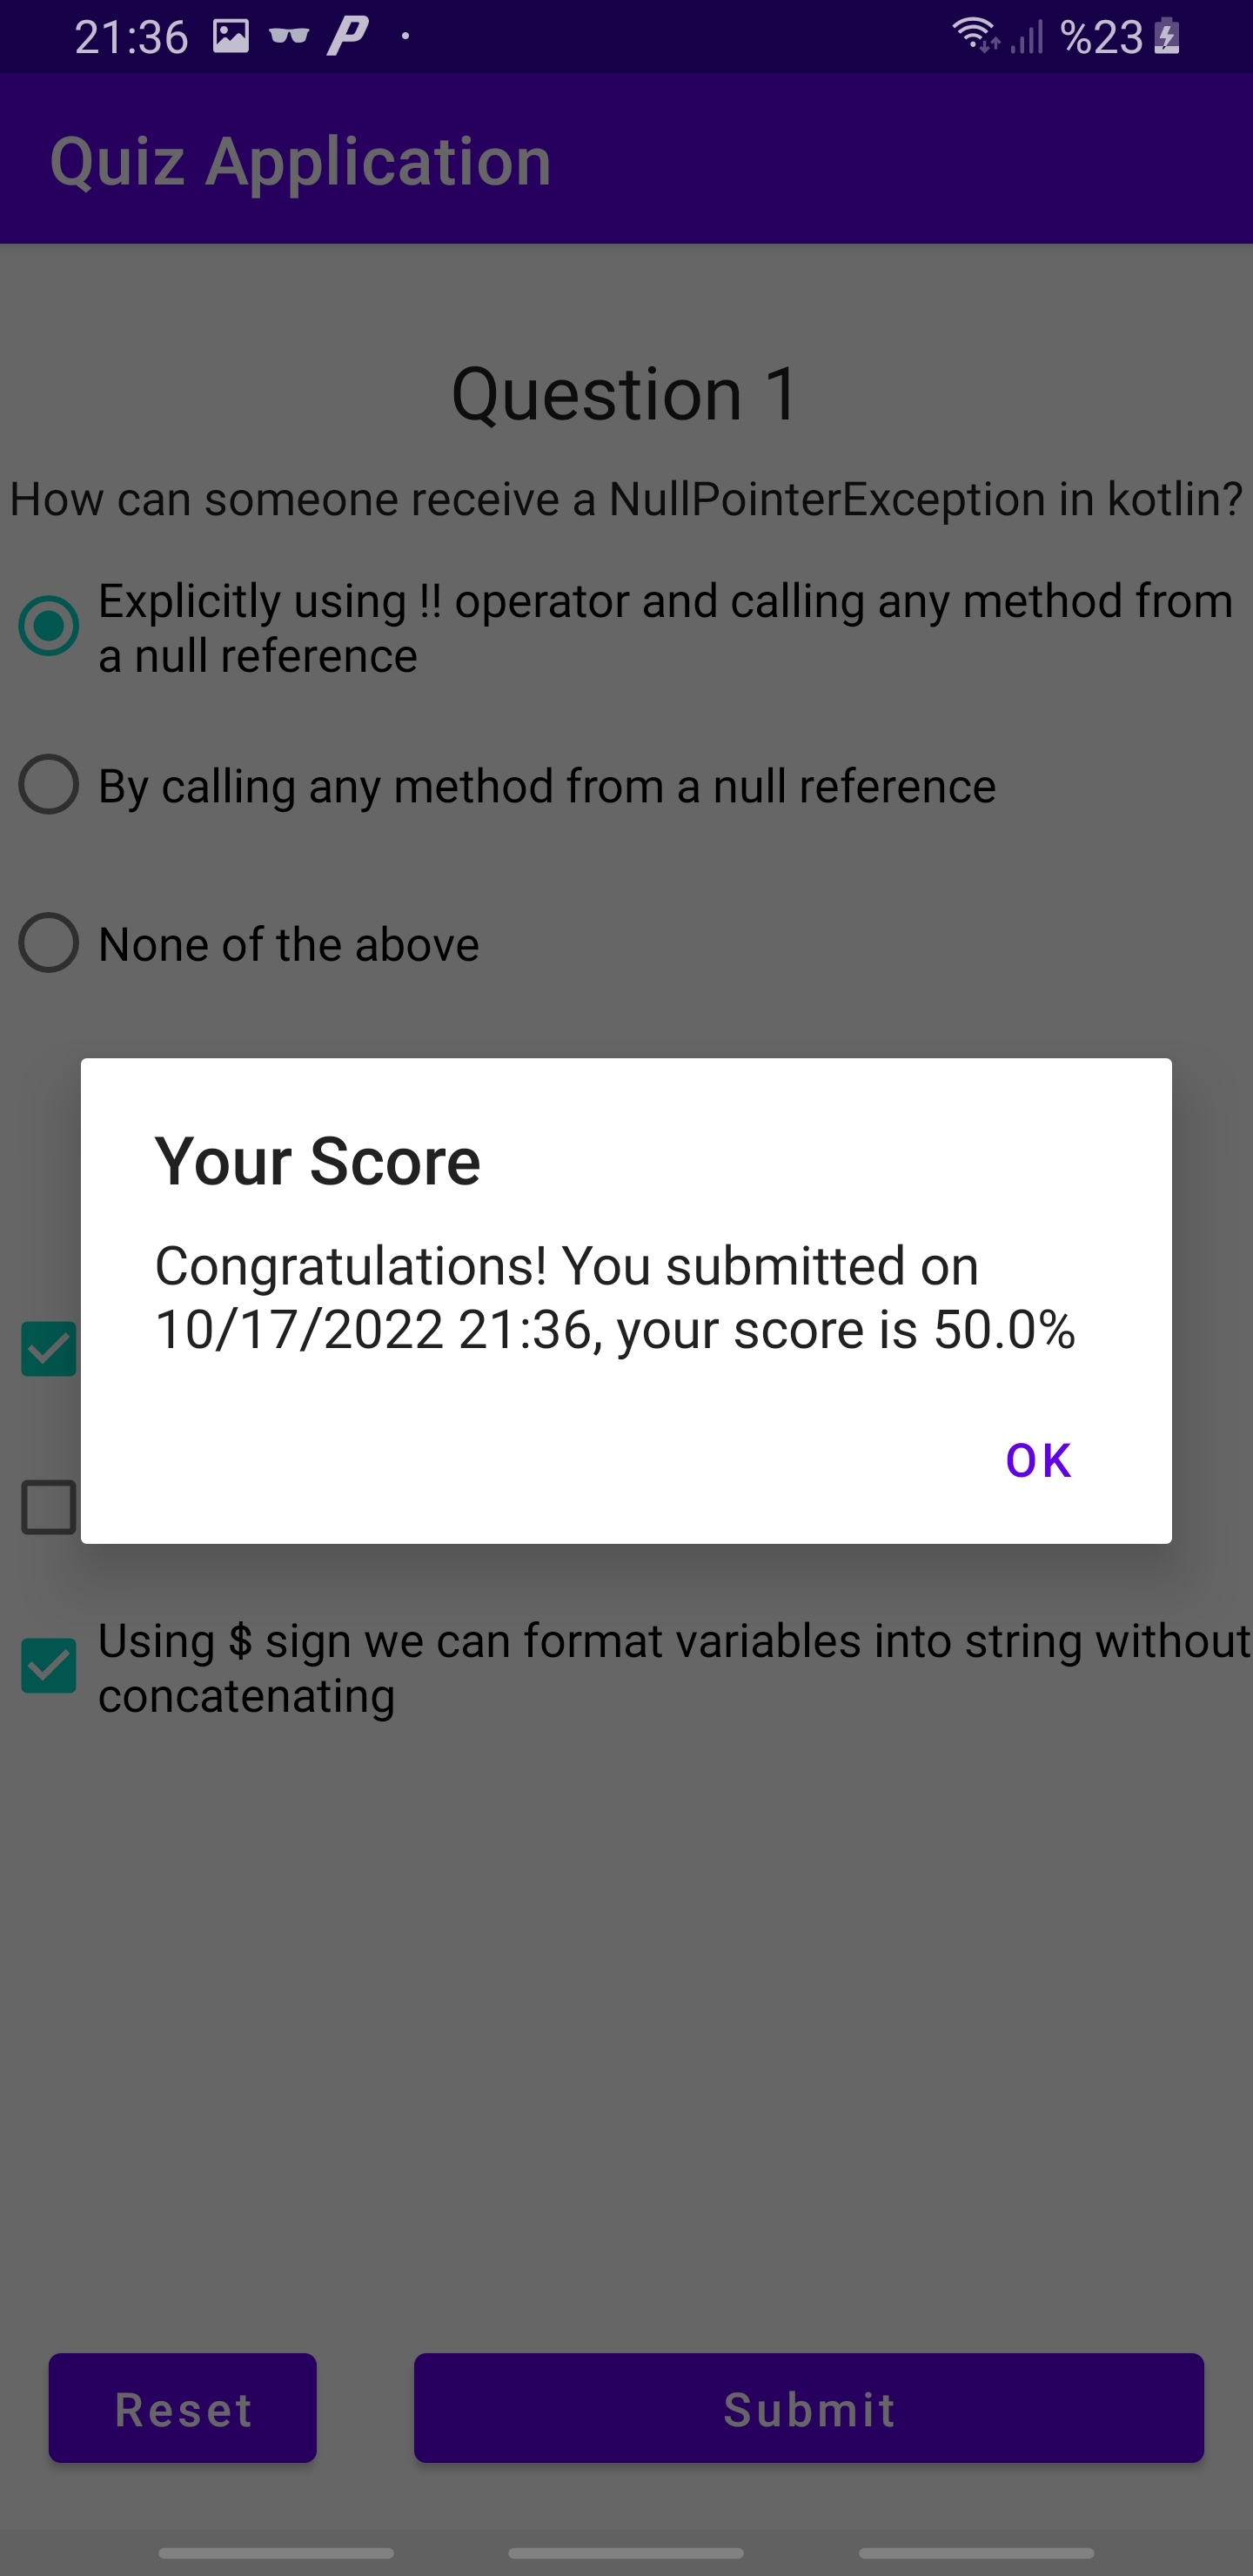 21:36
%23
Quiz Application
Question 1
How can someone receive a NullPointerException in kotlin?
Explicitly using !! operator and calling any method from
a null reference
By calling any method from a null reference
None of the above
Your Score
Congratulations! You submitted on
10/17/2022 21:36, your score is 50.0%
OK
Using $ sign we can format variables into string without
concatenating
Reset
Submit